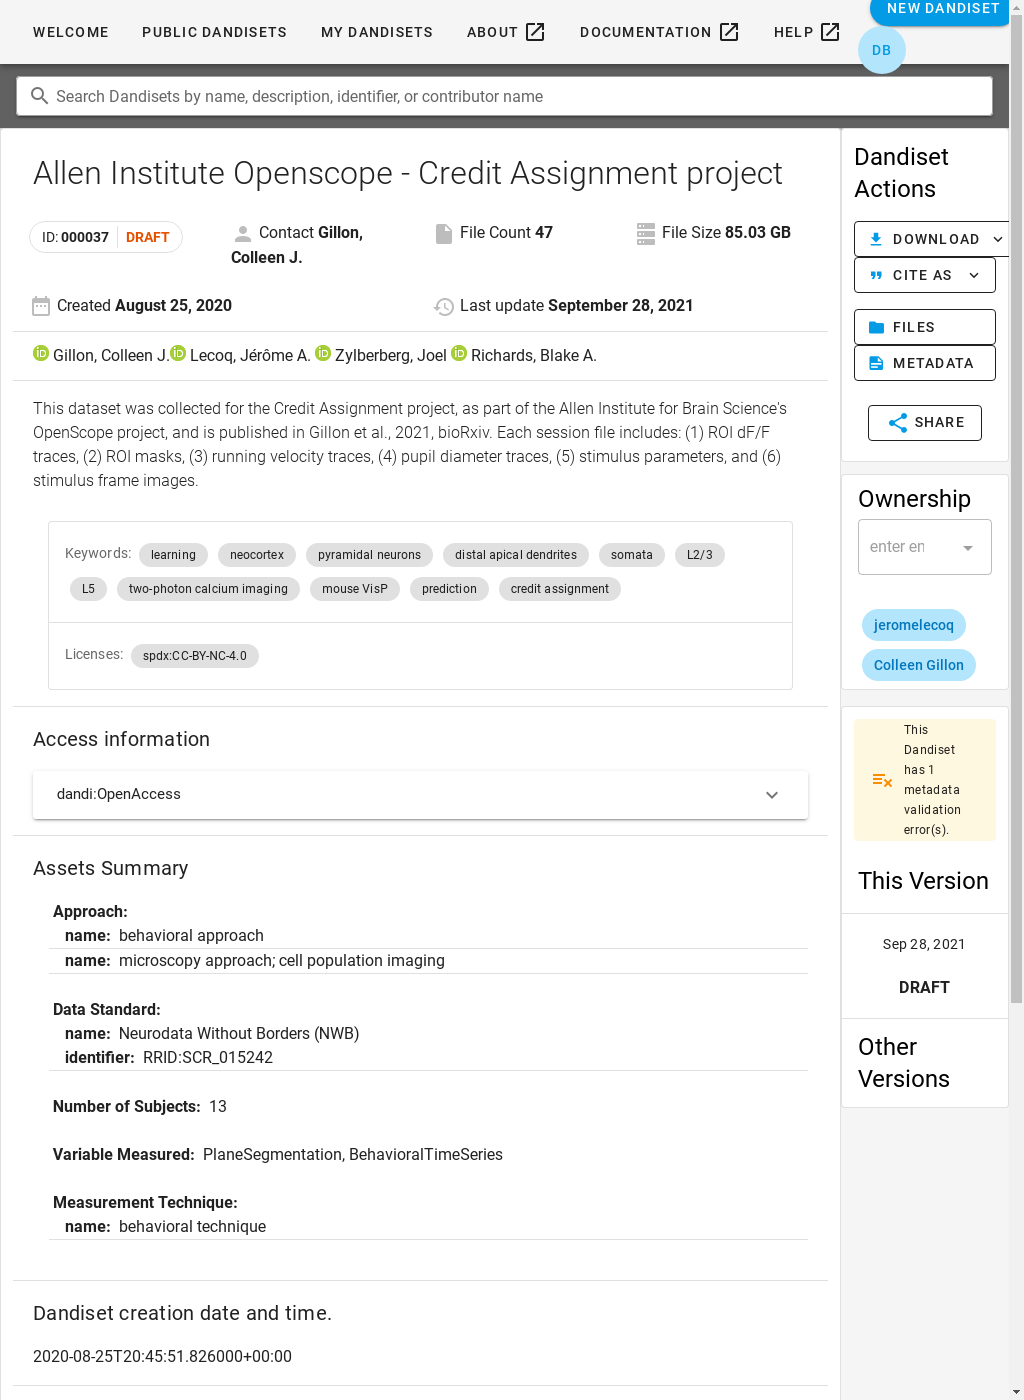 WELCOME
PUBLIC DANDISETS
MY DANDISETS
ABOUT
DOCUMENTATION
HELP
NEW DANDISET
DB
Search Dandisets by name, description, identifier, or contributor name
Allen Institute Openscope - Credit Assignment project
ID: 000037 DRAFT
Contact Gillon,
Colleen J.
File Count 47
File Size 85.03 GB
Created August 25, 2020
Last update September 28, 2021
Gillon, Colleen J. Lecoq, Jérôme A. Zylberberg, Joel Richards, Blake A.
This dataset was collected for the Credit Assignment project, as part of the Allen Institute for Brain Science's
OpenScope project, and is published in Gillon et al., 2021, bioRxiv. Each session file includes: (1) ROI dF/F
traces, (2) ROI masks, (3) running velocity traces, (4) pupil diameter traces, (5) stimulus parameters, and (6)
stimulus frame images.
Keywords: learning neocortex pyramidal neurons distal apical dendrites somata L2/3
L5 two-photon calcium imaging mouse VisP prediction credit assignment
Licenses: spdx:CC-BY-NC-4.0
Access information
dandi:OpenAccess
Assets Summary
Approach:
name: behavioral approach
name: microscopy approach; cell population imaging
Data Standard:
name: Neurodata Without Borders (NWB)
identifier: RRID:SCR_015242
Number of Subjects: 13
Variable Measured: PlaneSegmentation, BehavioralTimeSeries
Measurement Technique:
name: behavioral technique
Dandiset creation date and time.
2020-08-25T20:45:51.826000+00:00
Dandiset
Actions
DOWNLOAD
CITE AS
FILES
METADATA
SHARE
Ownership
enter en
jeromelecoq
Colleen Gillon
This
Dandiset
has 1
metadata
validation
error(s).
This Version
Sep 28, 2021
DRAFT
Other
Versions